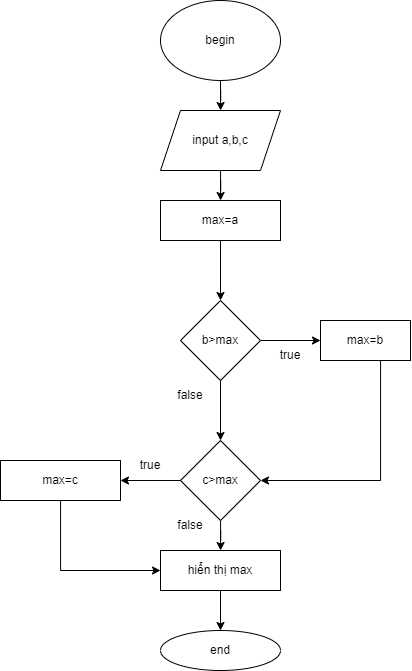 begin
input a,b,c
max=a
b>max
true
max=b
false
true
c>max
max=c
false
hiển thị max
end